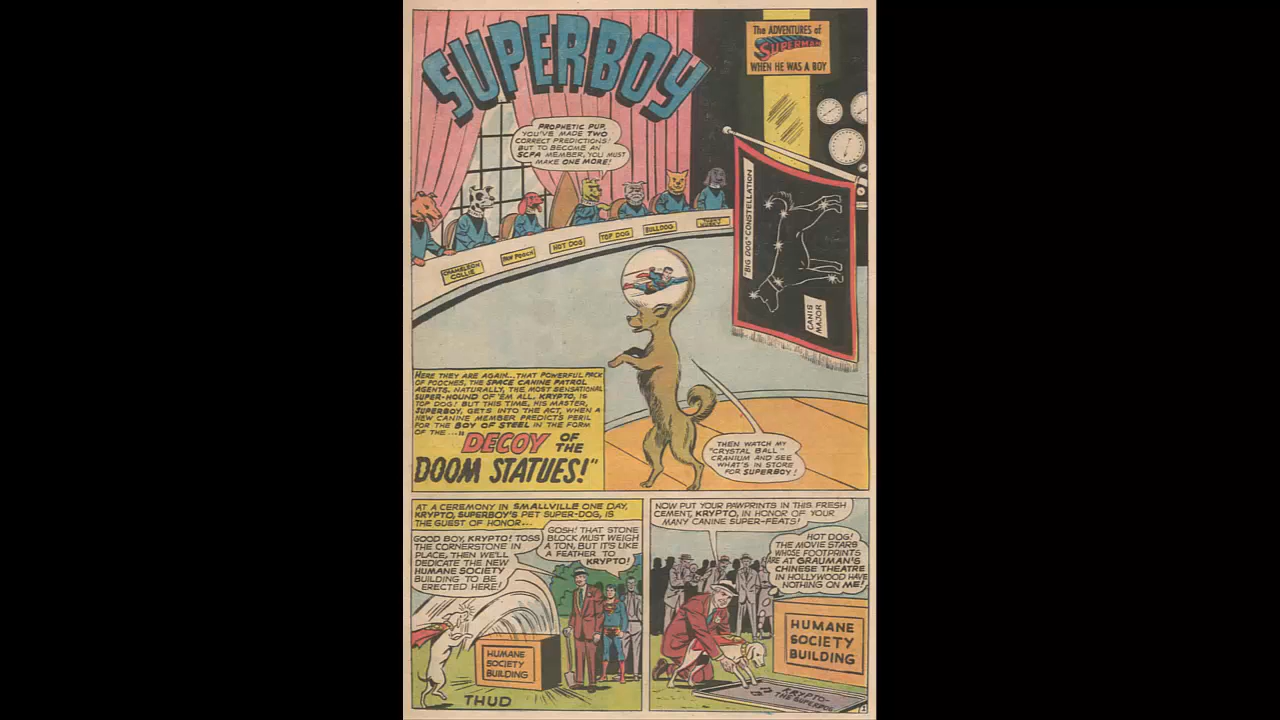 SUPERBOY
The ADVENTURES of
SUPERMAN
WHEN HE WAS A BOY
PROPHETIC PUP,
YOU'VE MADE TWO
CORRECT PREDICTIONS!
BUT TO BECOME AN
SCPA MEMBER, YOU MUST
MAKE ONE MORE!
CHAMELEON
COLLIE
PAW POOCH
HOT DOG
TOP DOG
BULLDOG
"BIG DOG" CONSTELLATION
CANIS
MAJOR
HERE THEY ARE AGAIN...THAT POWERFUL PACK
OF POOCHES, THE SPACE CANINE PATROL
AGENTS. NATURALLY, THE MOST SENSATIONAL
SUPER-HOUND OF 'EM ALL, KRYPTO, IS
TOP DOG! BUT THIS TIME, HIS MASTER,
SUPERBOY, GETS INTO THE ACT, WHEN A
NEW CANINE MEMBER PREDICTS PERIL
FOR THE BOY OF STEEL IN THE FORM
OF THE...
"DECOY OF
THE
DOOM STATUES!"
THEN WATCH MY
"CRYSTAL BALL"
CRANIUM AND SEE
WHAT'S IN STORE
FOR SUPERBOY!
AT A CEREMONY IN SMALLVILLE ONE DAY,
KRYPTO, SUPERBOY'S PET SUPER-DOG, IS
THE GUEST OF HONOR...
GOOD BOY, KRYPTO! TOSS
THE CORNERSTONE IN
PLACE, THEN WE'LL
DEDICATE THE NEW
HUMANE SOCIETY
BUILDING TO BE
ERECTED HERE!
GOSH! THAT STONE
BLOCK MUST WEIGH
A TON, BUT IT'S LIKE
A FEATHER TO
KRYPTO!
HUMANE
SOCIETY
BUILDING
THUD
NOW PUT YOUR PAWPRINTS IN THIS FRESH
CEMENT, KRYPTO, IN HONOR OF YOUR
MANY CANINE SUPER-FEATS!
HOT DOG!
THE MOVIE STARS
WHOSE FOOTPRINTS
ARE AT GRAUMAN'S
CHINESE THEATRE
IN HOLLYWOOD HAVE
NOTHING ON ME!
HUMANE
SOCIETY
BUILDING
KRYPTO-
THE SUPERDOG